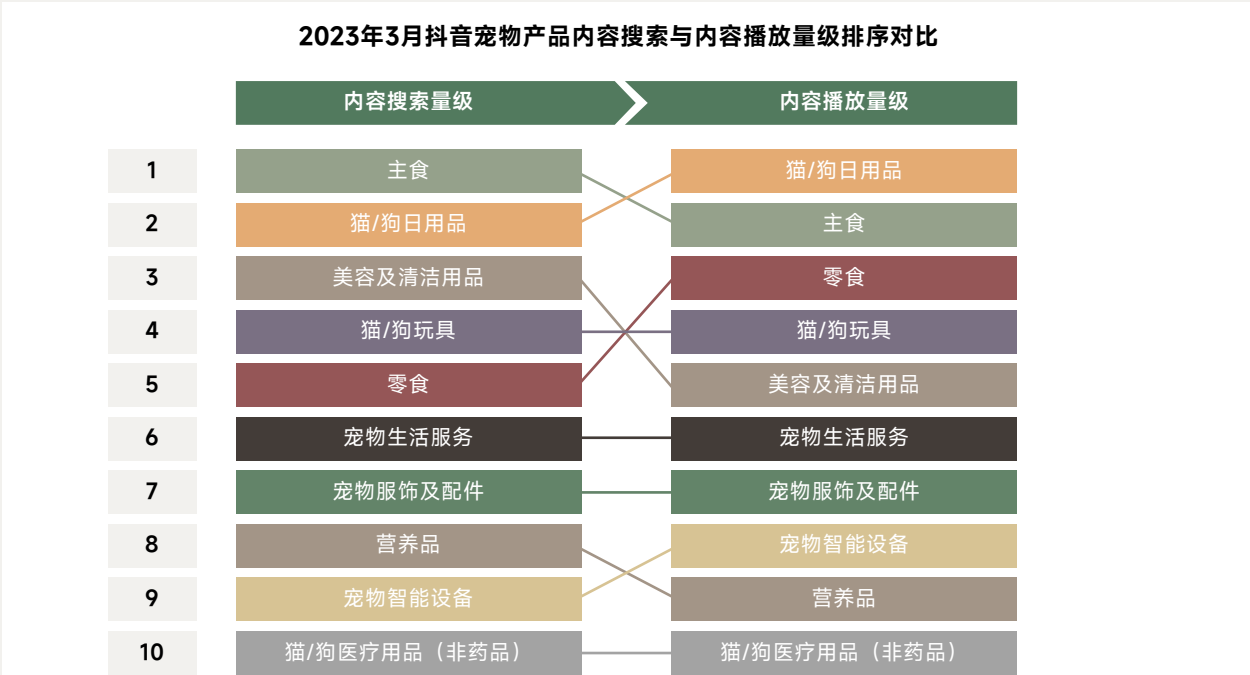 2023年3月抖音宠物产品内容搜索与内容播放量级排序对比
内容搜索量级 内容播放量级
1 主食 猫/狗日用品
2 猫/狗日用品 主食
3 美容及清洁用品 零食
4 猫/狗玩具 猫/狗玩具
5 零食 美容及清洁用品
6 宠物生活服务 宠物生活服务
7 宠物服饰及配件 宠物服饰及配件
8 营养品 宠物智能设备
9 宠物智能设备 营养品
10 猫/狗医疗用品（非药品） 猫/狗医疗用品（非药品）